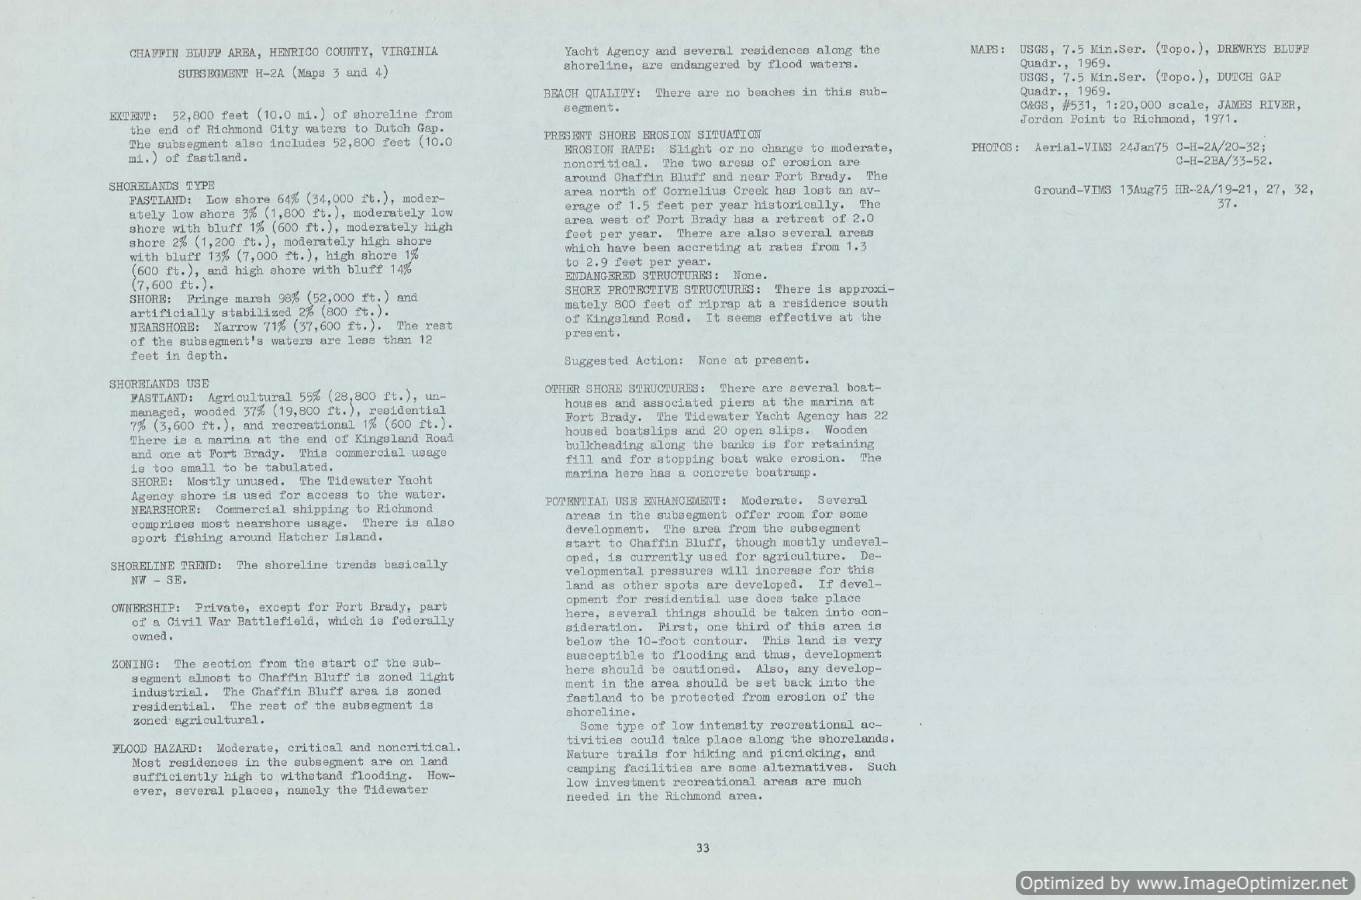 CHAFFIN BLUFF AREA, HENRICO COUNTY, VIRGINIA
SUBSEGMENT H-2A (Maps 3 and 4)
EXTENT: 52,800 feet (10.0 mi.) of shoreline from
the end of Richmond City waters to Dutch Gap.
The subsegment also includes 52,800 feet (10.0
mi.) of fastland.
SHORELANDS TYPE
FASTLAND: Low shore 64% (34,000 ft.), moder-
ately low shore 3% (1,800 ft.), moderately low
shore with bluff 1% (600 ft.), moderately high
shore 2% (1,200 ft.), moderately high shore
with bluff 13% (7,000 ft.), high shore 1%
(600 ft.), and high shore with bluff 14%
(7,600 ft.).
SHORE: Fringe marsh 98% (52,000 ft.) and
artificially stabilized 2% (800 ft.).
NEARSHORE: Narrow 71% (37,600 ft.). The rest
of the subsegment's waters are less than 12
feet in depth.
SHORELANDS USE
FASTLAND: Agricultural 55% (28,800 ft.), un-
managed, wooded 37% (19,800 ft.), residential
7% (3,600 ft.), and recreational 1% (600 ft.).
There is a marina at the end of Kingsland Road
and one at Fort Brady. This commercial usage
is too small to be tabulated.
SHORE: Mostly unused. The Tidewater Yacht
Agency shore is used for access to the water.
NEARSHORE: Commercial shipping to Richmond
comprises most nearshore usage. There is also
sport fishing around Hatcher Island.
SHORELINE TREND: The shoreline trends basically
NW - SE.
OWNERSHIP: Private, except for Fort Brady, part
of a Civil War Battlefield, which is federally
owned.
ZONING: The section from the start of the sub-
segment almost to Chaffin Bluff is zoned light
industrial. The Chaffin Bluff area is zoned
residential. The rest of the subsegment is
zoned agricultural.
FLOOD HAZARD: Moderate, critical and noncritical.
Most residences in the subsegment are on land
sufficiently high to withstand flooding. How-
ever, several places, namely the Tidewater
Yacht Agency and several residences along the
shoreline, are endangered by flood waters.
BEACH QUALITY: There are no beaches in this sub-
segment.
PRESENT SHORE EROSION SITUATION
EROSION RATE: Slight or no change to moderate,
noncritical. The two areas of erosion are
around Chaffin Bluff and near Fort Brady. The
area north of Cornelius Creek has lost an av-
erage of 1.5 feet per year historically. The
area west of Fort Brady has a retreat of 2.0
feet per year. There are also several areas
which have been accreting at rates from 1.3
to 2.9 feet per year.
ENDANGERED STRUCTURES: None.
SHORE PROTECTIVE STRUCTURES: There is approxi-
mately 800 feet of riprap at a residence south
of Kingsland Road. It seems effective at the
present.
Suggested Action: None at present.
OTHER SHORE STRUCTURES: There are several boat-
houses and associated piers at the marina at
Fort Brady. The Tidewater Yacht Agency has 22
housed boatslips and 20 open slips. Wooden
bulkheading along the banks is for retaining
fill and for stopping boat wake erosion. The
marina here has a concrete boatramp.
POTENTIAL USE ENHANCEMENT: Moderate. Several
areas in the subsegment offer room for some
development. The area from the subsegment
start to Chaffin Bluff, though mostly undevel-
oped, is currently used for agriculture. De-
velopmental pressures will increase for this
land as other spots are developed. If devel-
opment for residential use does take place
here, several things should be taken into con-
sideration. First, one third of this area is
below the 10-foot contour. This land is very
susceptible to flooding and thus, development
here should be cautioned. Also, any develop-
ment in the area should be set back into the
fastland to be protected from erosion of the
shoreline.
Some type of low intensity recreational ac-
tivities could take place along the shorelands.
Nature trails for hiking and picnicking, and
camping facilities are some alternatives. Such
low investment recreational areas are much
needed in the Richmond area.
MAPS: USGS, 7.5 Min.Ser. (Topo.), DREWRYS BLUFF
Quadr., 1969.
USGS, 7.5 Min.Ser. (Topo.), DUTCH GAP
Quadr., 1969.
C&GS, #531, 1:20,000 scale, JAMES RIVER,
Jordon Point to Richmond, 1971.
PHOTOS: Aerial-VIMS 24Jan75 C-H-2A/20-32;
C-H-2BA/33-52.
Ground-VIMS 13Aug75 HR-2A/19-21, 27, 32,
37.
33
Optimized by www.ImageOptimizer.net